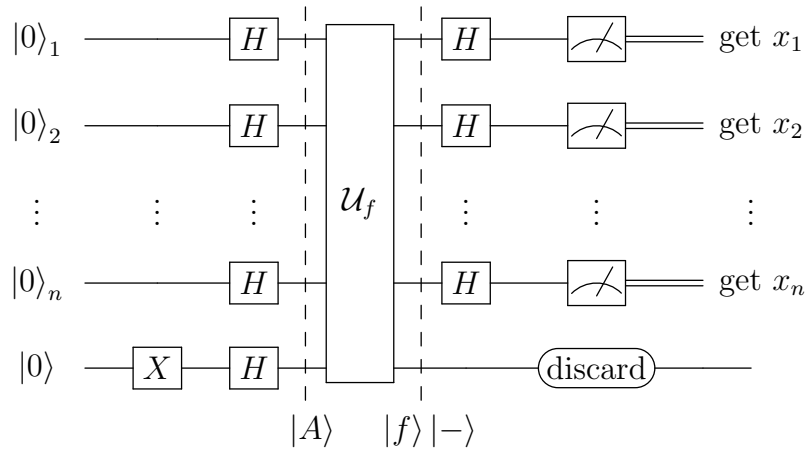 |0⟩₁ H H get x₁
|0⟩₂ H H get x₂
⋮ ⋮ ⋮ 𝒰_f ⋮ ⋮ ⋮
|0⟩ₙ H H get xₙ
|0⟩ X H discard
|A⟩ |f⟩ |−⟩